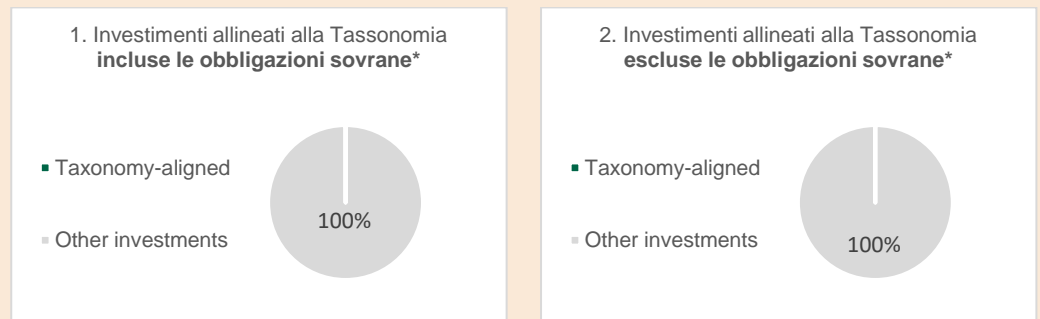 1. Investimenti allineati alla Tassonomia
incluse le obbligazioni sovrane*
Taxonomy-aligned
Other investments
100%
2. Investimenti allineati alla Tassonomia
escluse le obbligazioni sovrane*
Taxonomy-aligned
Other investments
100%